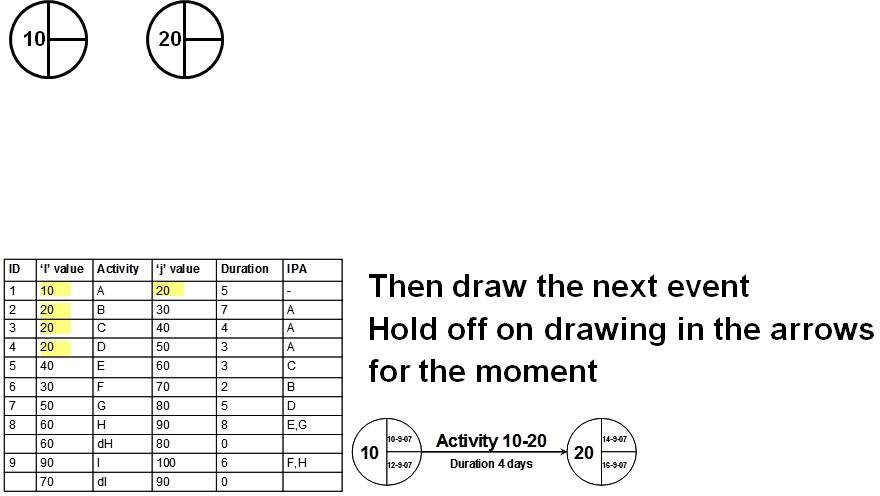 10 20
ID 'I' value Activity 'j' value Duration IPA
1 10 A 20 5 -
2 20 B 30 7 A
3 20 C 40 4 A
4 20 D 50 3 A
5 40 E 60 3 C
6 30 F 70 2 B
7 50 G 80 5 D
8 60 H 90 8 E,G
60 dH 80 0
9 90 I 100 6 F,H
70 dI 90 0
Then draw the next event
Hold off on drawing in the arrows
for the moment
10-9-07 Activity 10-20 14-9-07
10 20
12-9-07 Duration 4 days 16-9-07